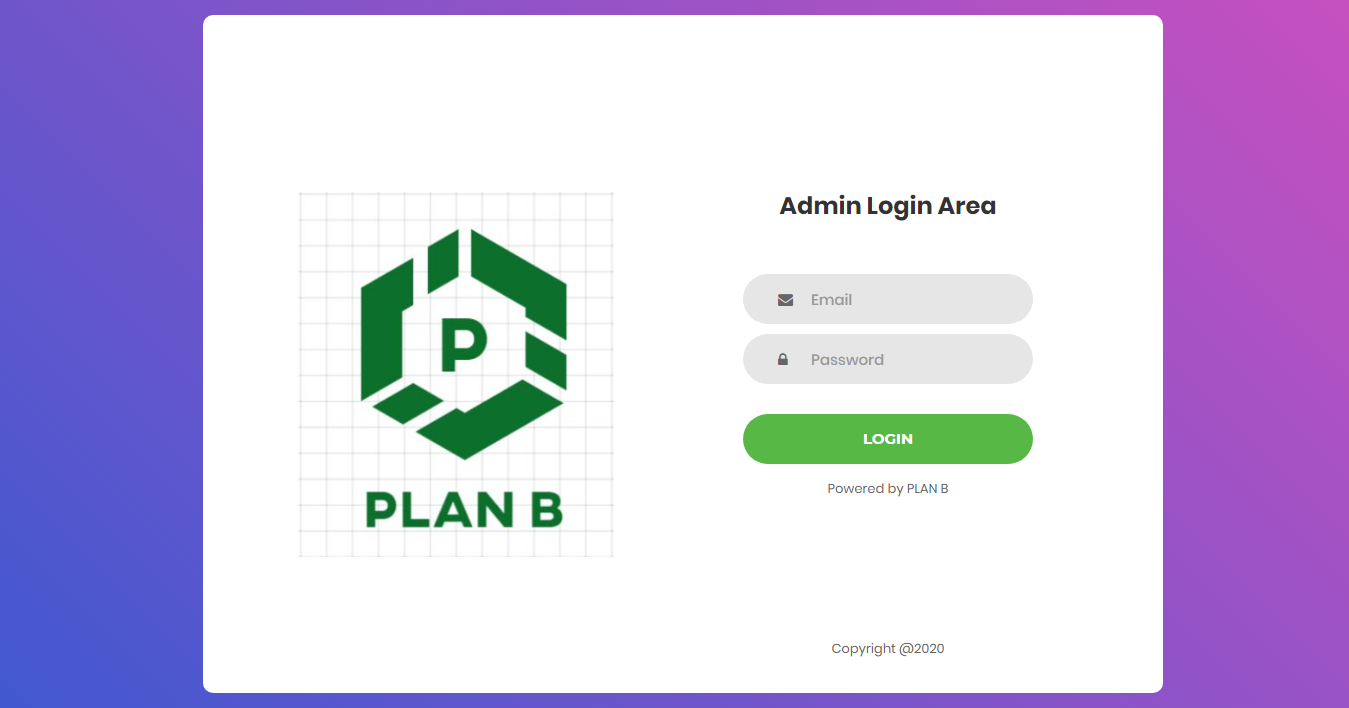 P
PLAN B
Admin Login Area
Email
Password
LOGIN
Powered by PLAN B
Copyright @2020